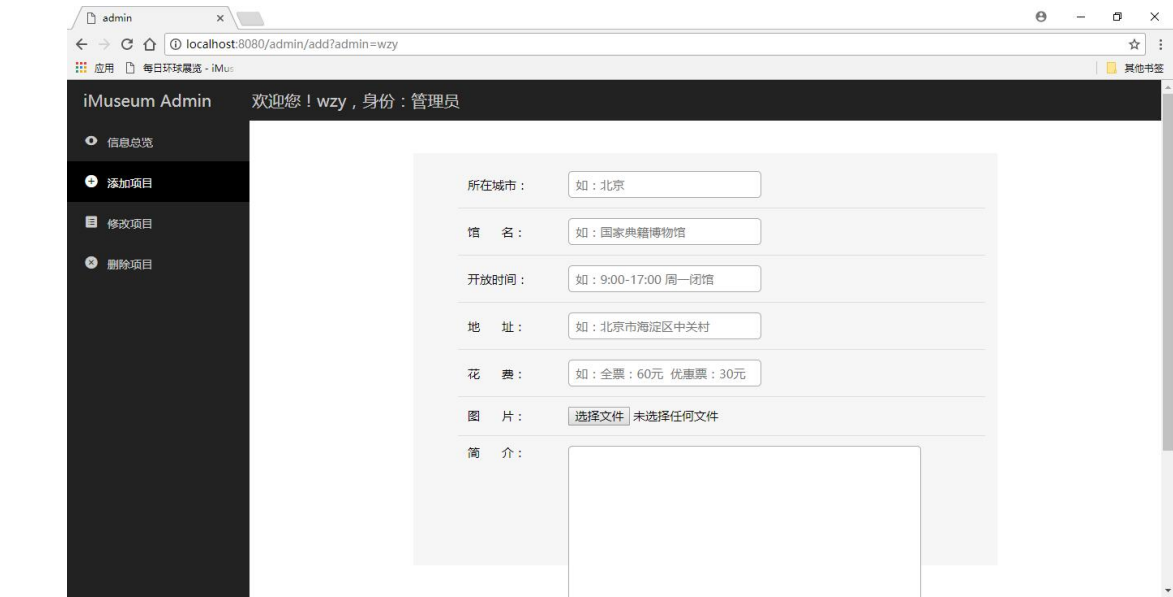 admin
localhost:8080/admin/add?admin=wzy
应用 每日环球展览 - iMus 其他书签
iMuseum Admin 欢迎您！wzy，身份：管理员
信息总览
添加项目
修改项目
删除项目
所在城市： 如：北京
馆 名： 如：国家典籍博物馆
开放时间： 如：9:00-17:00 周一闭馆
地 址： 如：北京市海淀区中关村
花 费： 如：全票：60元 优惠票：30元
图 片： 选择文件 未选择任何文件
简 介：